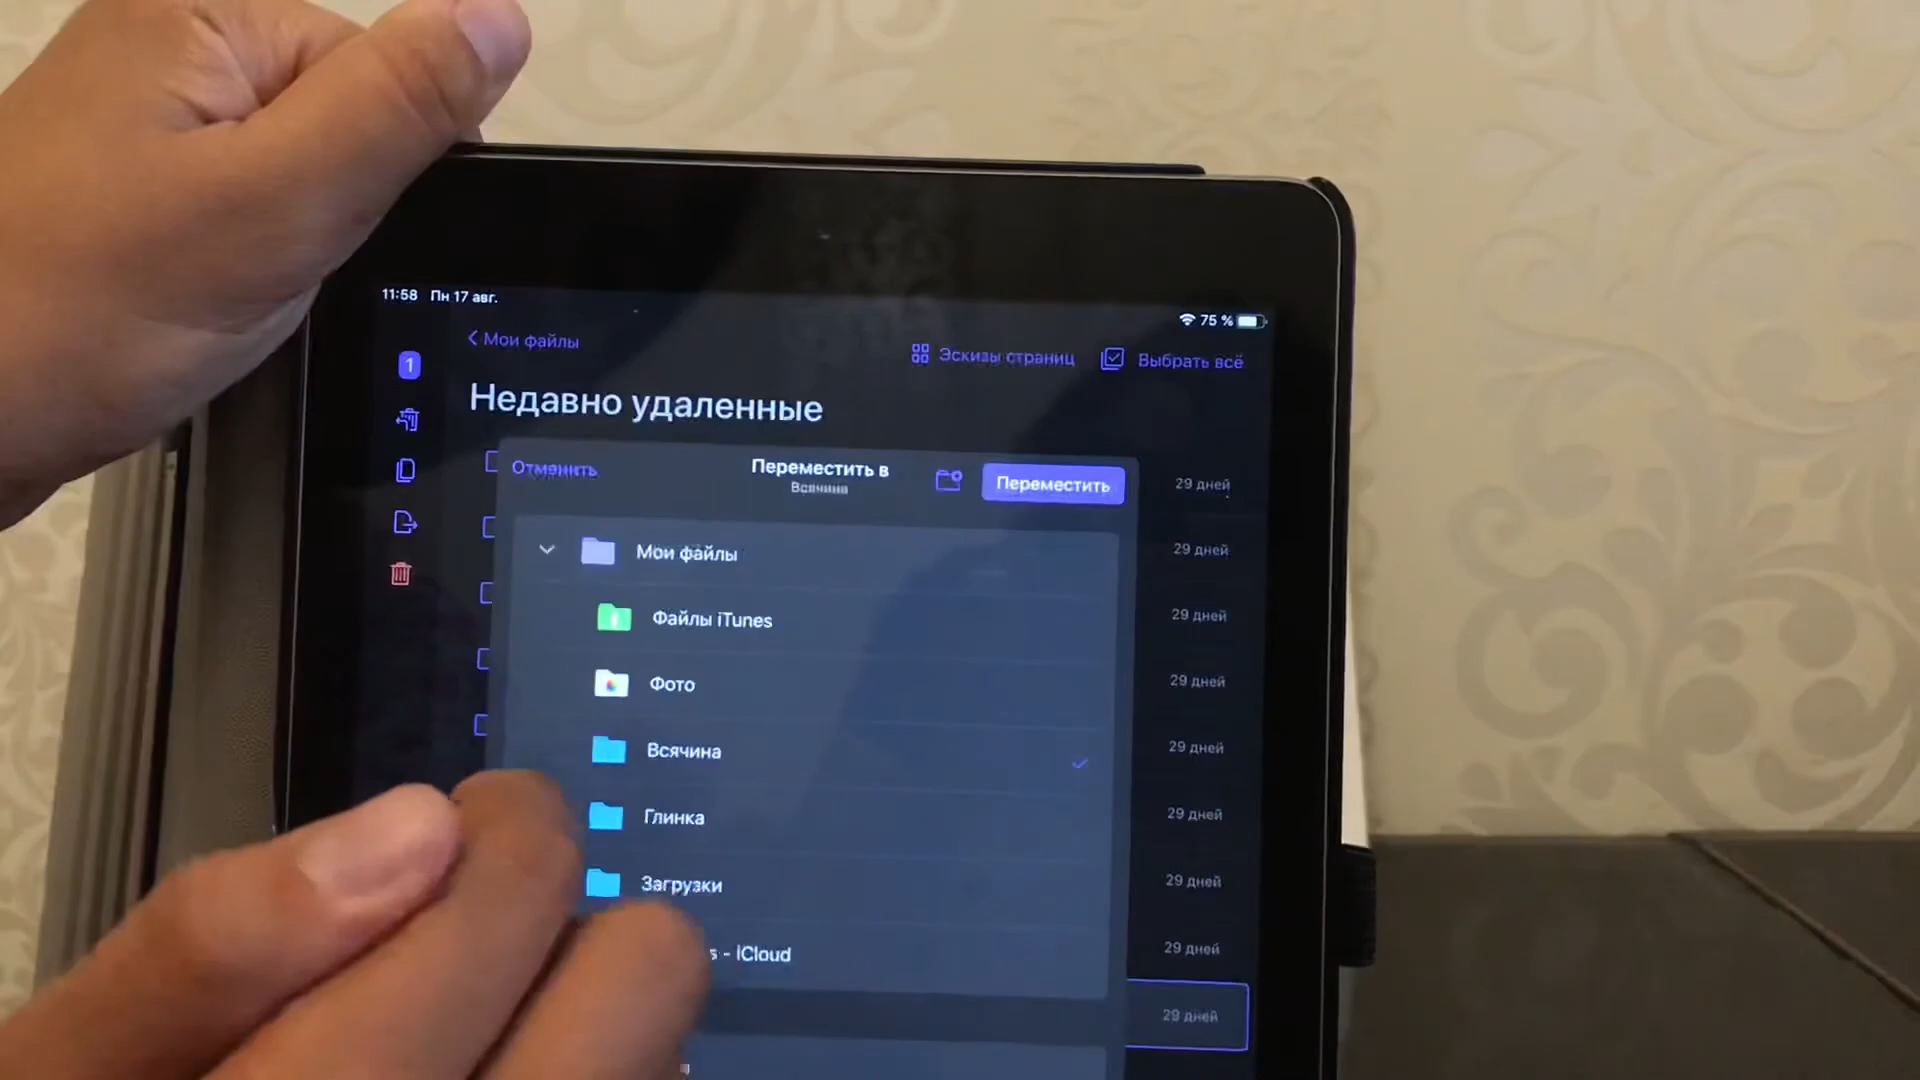 11:58 Пн 17 авг.
75 %
Мои файлы
Эскизы страниц
Выбрать всё
1
Недавно удаленные
Отменить
Переместить в
Всячина
Переместить
29 дней
Мои файлы
29 дней
Файлы iTunes
29 дней
Фото
29 дней
Всячина
29 дней
Глинка
29 дней
Загрузки
29 дней
s - iCloud
29 дней
29 дней